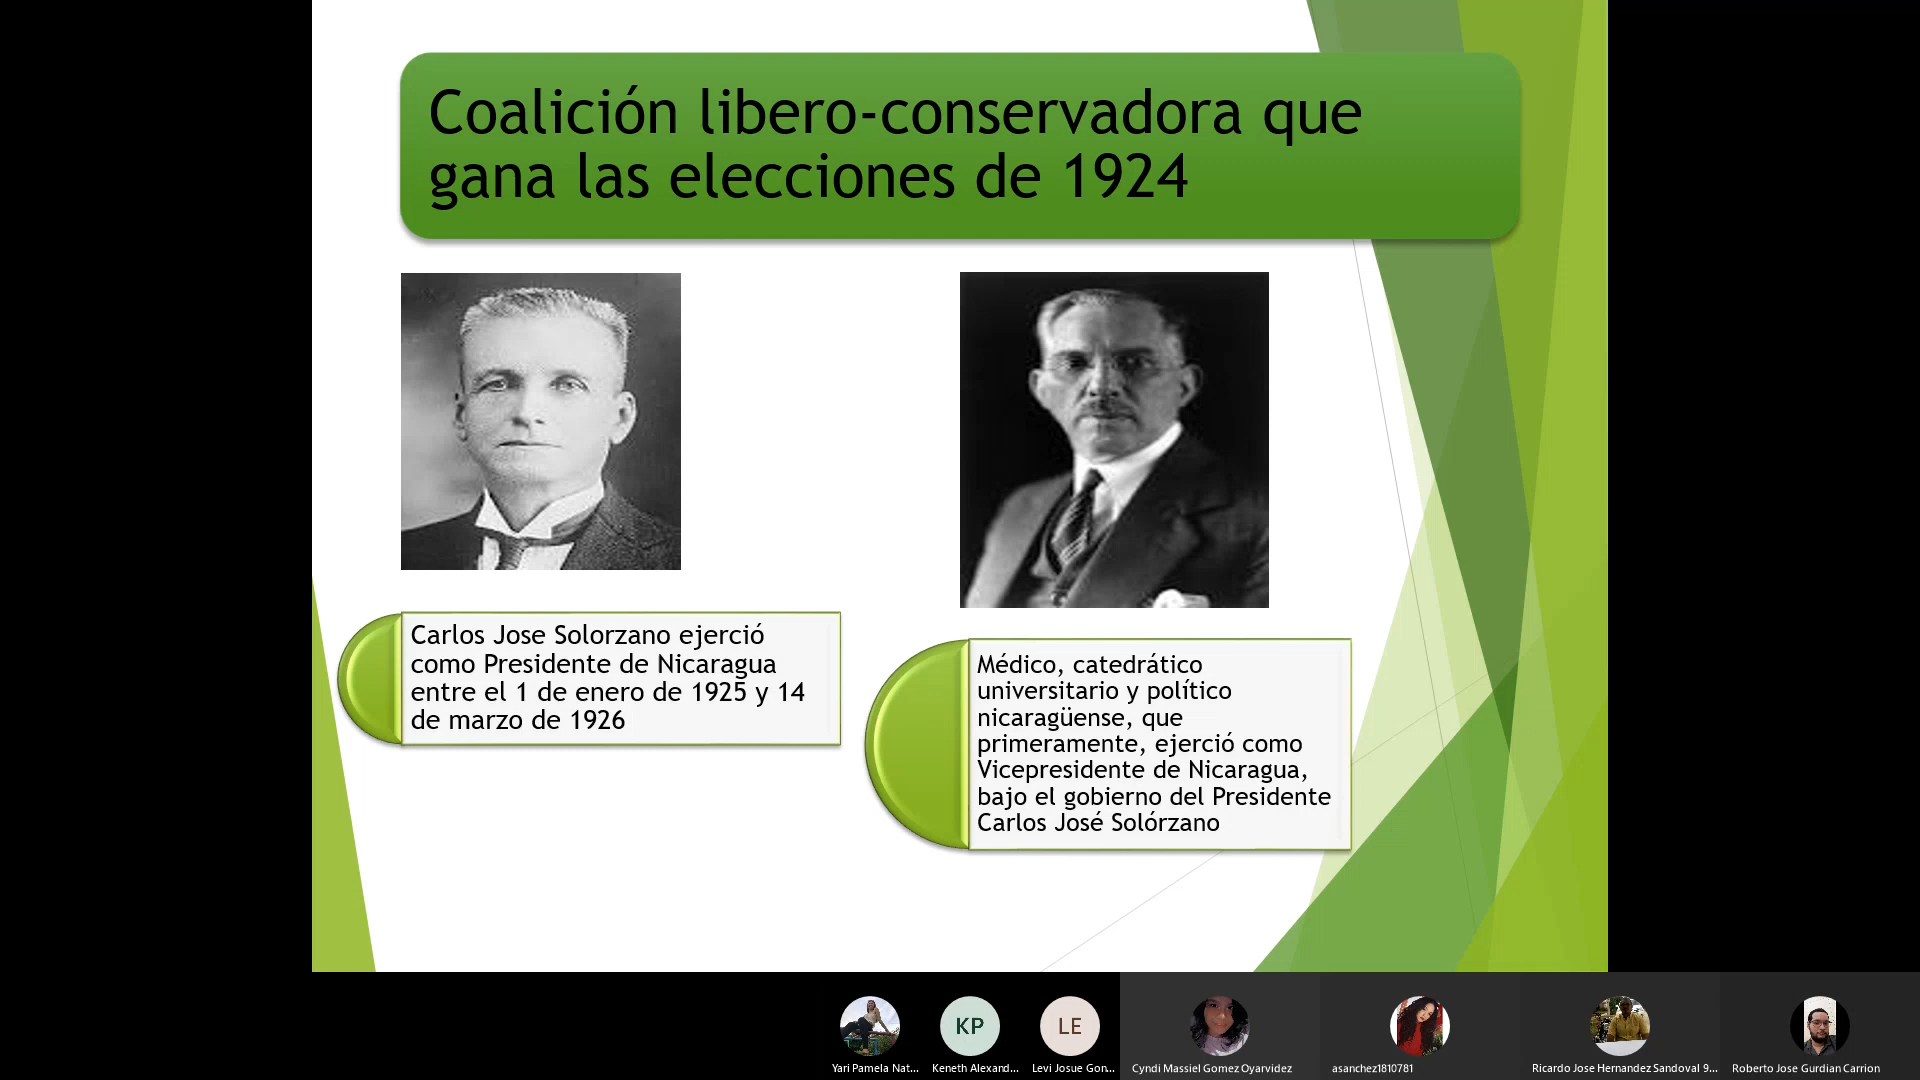 Coalición libero-conservadora que
gana las elecciones de 1924
Carlos Jose Solorzano ejerció
como Presidente de Nicaragua
entre el 1 de enero de 1925 y 14
de marzo de 1926
Médico, catedrático
universitario y político
nicaragüense, que
primeramente, ejerció como
Vicepresidente de Nicaragua,
bajo el gobierno del Presidente
Carlos José Solórzano
KP
LE
Yari Pamela Nat...
Keneth Alexand...
Levi Josue Gon...
Cyndi Massiel Gomez Oyarvidez
asanchez1810781
Ricardo Jose Hernandez Sandoval 9...
Roberto Jose Gurdian Carrion